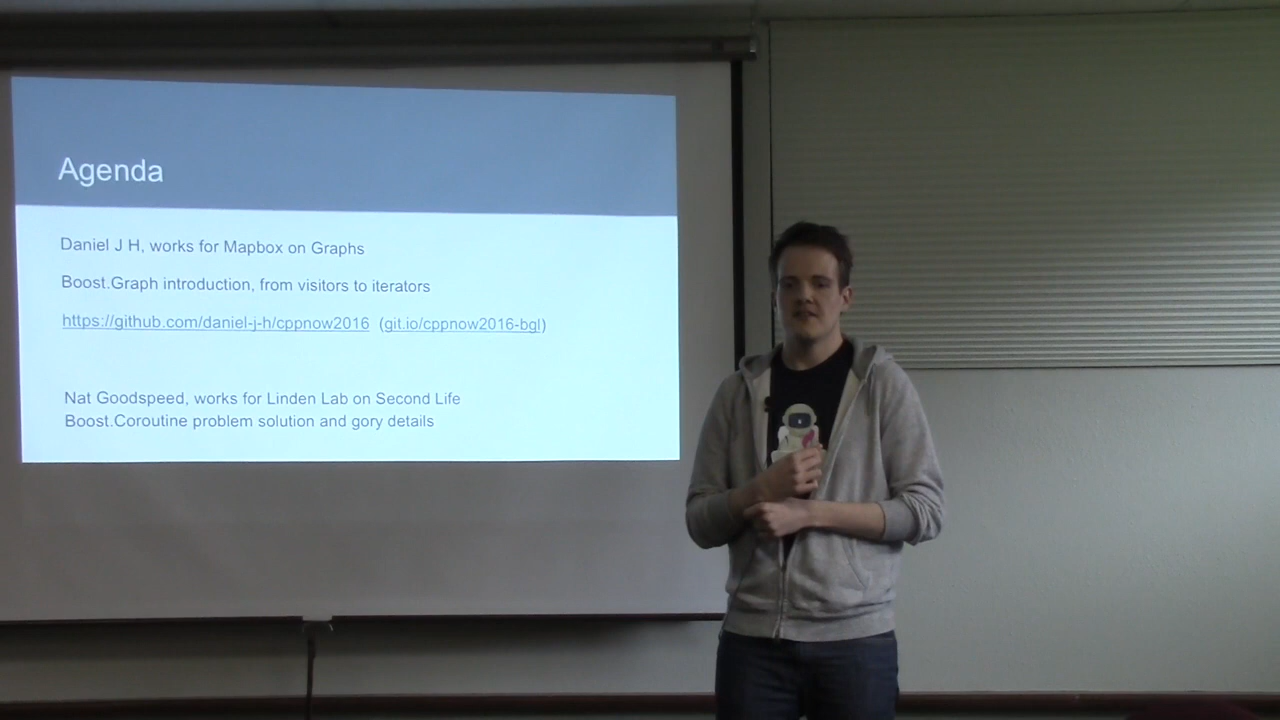 Agenda
Daniel J H, works for Mapbox on Graphs
Boost.Graph introduction, from visitors to iterators
https://github.com/daniel-j-h/cppnow2016 (git.io/cppnow2016-bgl)
Nat Goodspeed, works for Linden Lab on Second Life
Boost.Coroutine problem solution and gory details